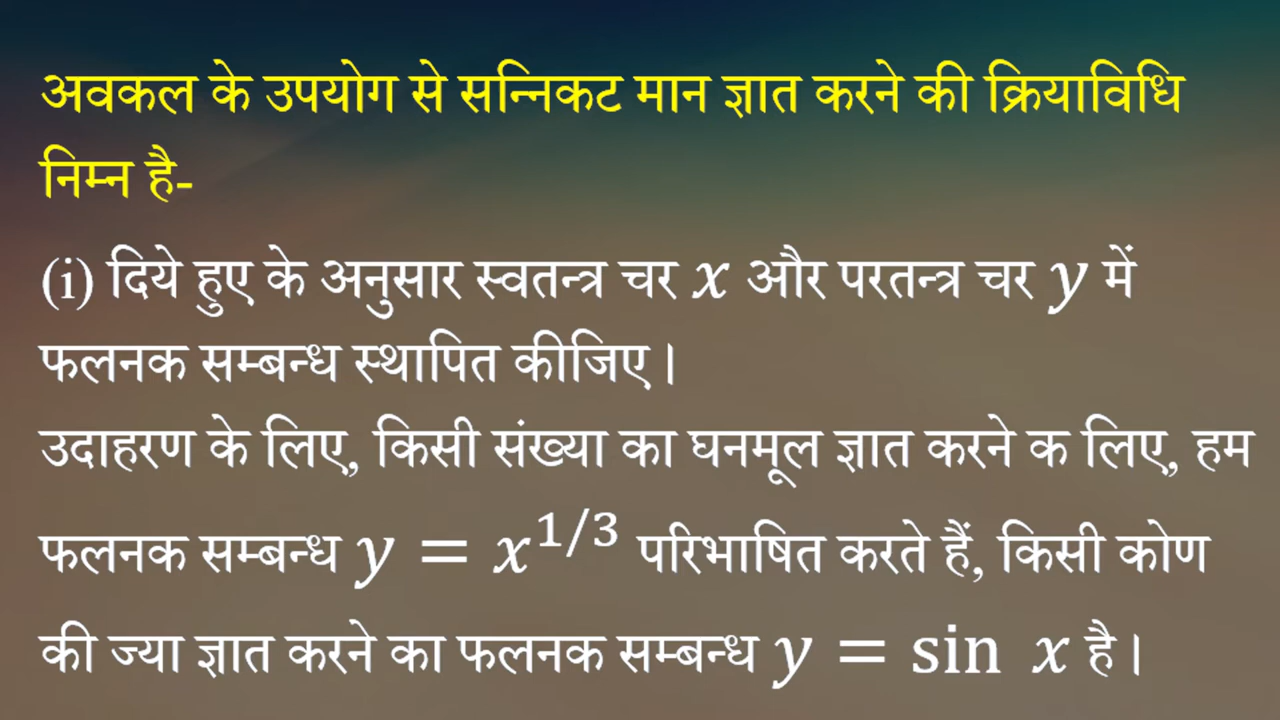 अवकल के उपयोग से सन्निकट मान ज्ञात करने की क्रियाविधि
निम्न है-
(i) दिये हुए के अनुसार स्वतन्त्र चर x और परतन्त्र चर y में
फलनक सम्बन्ध स्थापित कीजिए।
उदाहरण के लिए, किसी संख्या का घनमूल ज्ञात करने क लिए, हम
फलनक सम्बन्ध y = x^{1/3} परिभाषित करते हैं, किसी कोण
की ज्या ज्ञात करने का फलनक सम्बन्ध y = sin x है।